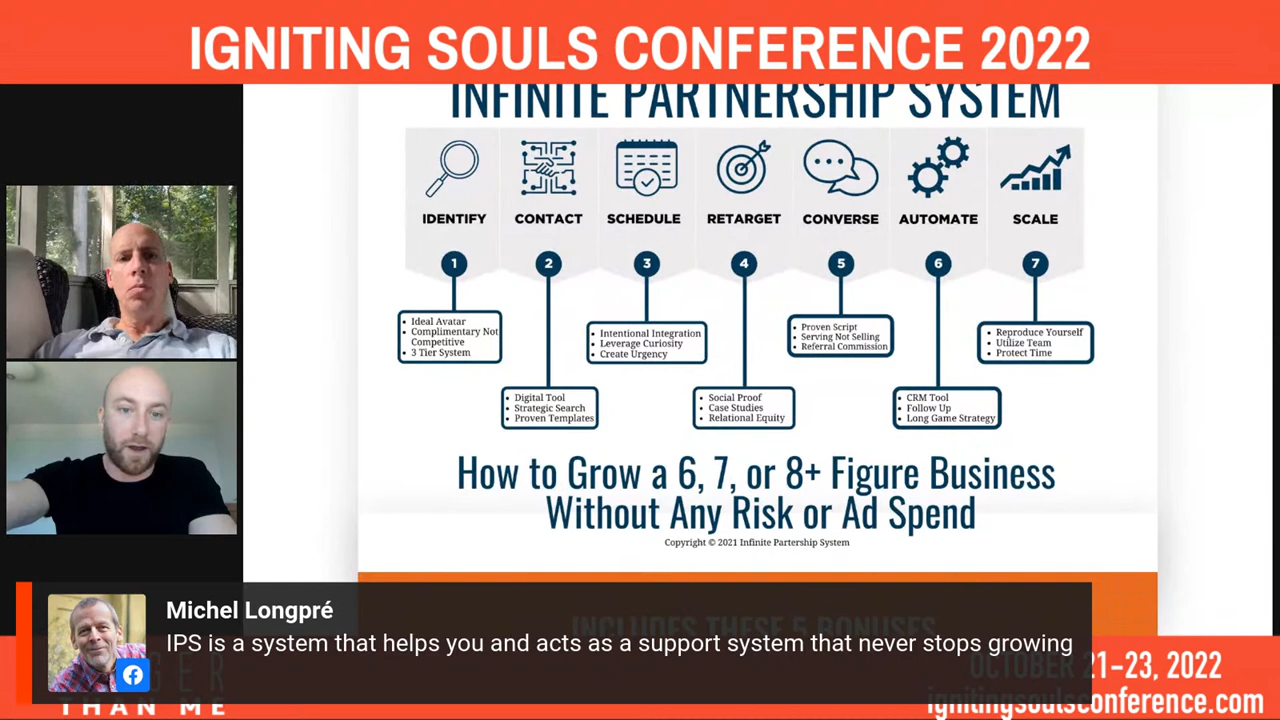 IGNITING SOULS CONFERENCE 2022
INFINITE PARTNERSHIP SYSTEM
IDENTIFY
CONTACT
SCHEDULE
RETARGET
CONVERSE
AUTOMATE
SCALE
1
2
3
4
5
6
7
• Ideal Avatar
• Complimentary Not
Competitive
• 3 Tier System
• Digital Tool
• Strategic Search
• Proven Templates
• Intentional Integration
• Leverage Curiosity
• Create Urgency
• Social Proof
• Case Studies
• Relational Equity
• Proven Script
• Serving Not Selling
• Referral Commission
• CRM Tool
• Follow Up
• Long Game Strategy
• Reproduce Yourself
• Utilize Team
• Protect Time
How to Grow a 6, 7, or 8+ Figure Business
Without Any Risk or Ad Spend
Copyright © 2021 Infinite Partership System
Michel Longpré
IPS is a system that helps you and acts as a support system that never stops growing
THAN ME
21-23, 2022
ignitingsoulsconference.com